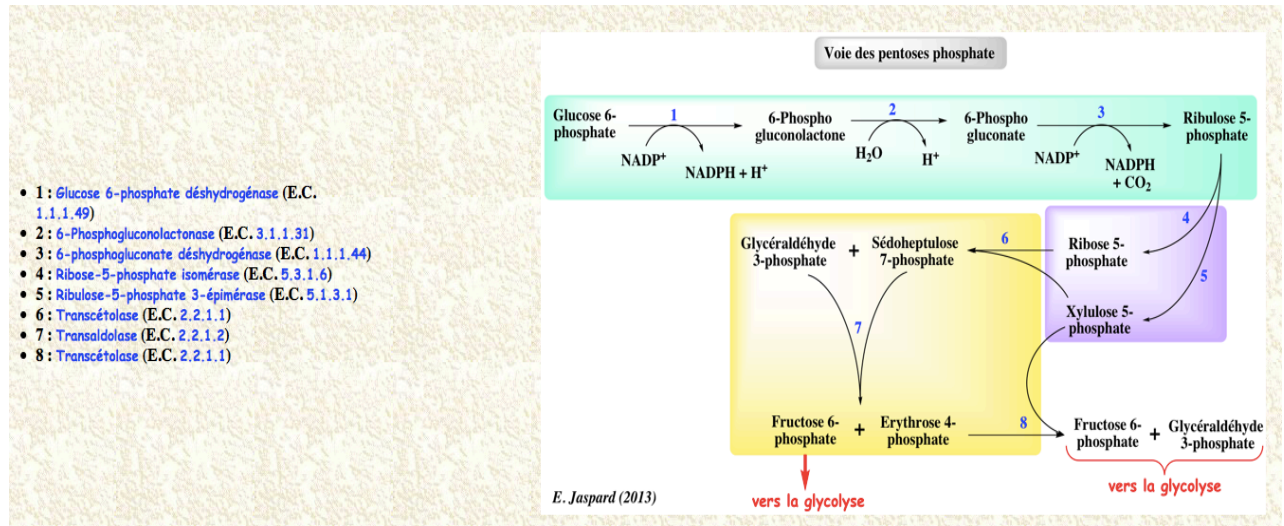 • 1 : Glucose 6-phosphate déshydrogénase (E.C.
1.1.1.49)
• 2 : 6-Phosphogluconolactonase (E.C. 3.1.1.31)
• 3 : 6-phosphogluconate déshydrogénase (E.C. 1.1.1.44)
• 4 : Ribose-5-phosphate isomérase (E.C. 5.3.1.6)
• 5 : Ribulose-5-phosphate 3-épimérase (E.C. 5.1.3.1)
• 6 : Transcétolase (E.C. 2.2.1.1)
• 7 : Transaldolase (E.C. 2.2.1.2)
• 8 : Transcétolase (E.C. 2.2.1.1)
Voie des pentoses phosphate
Glucose 6-
phosphate
1
NADP+
NADPH + H+
6-Phospho
gluconolactone
2
H2O
H+
6-Phospho
gluconate
3
NADP+
NADPH
+ CO2
Ribulose 5-
phosphate
4
5
Ribose 5-
phosphate
Xylulose 5-
phosphate
6
Glycéraldéhyde
3-phosphate
+
Sédoheptulose
7-phosphate
7
Fructose 6-
phosphate
+
Erythrose 4-
phosphate
8
Fructose 6-
phosphate
+
Glycéraldéhyde
3-phosphate
vers la glycolyse
vers la glycolyse
E. Jaspard (2013)